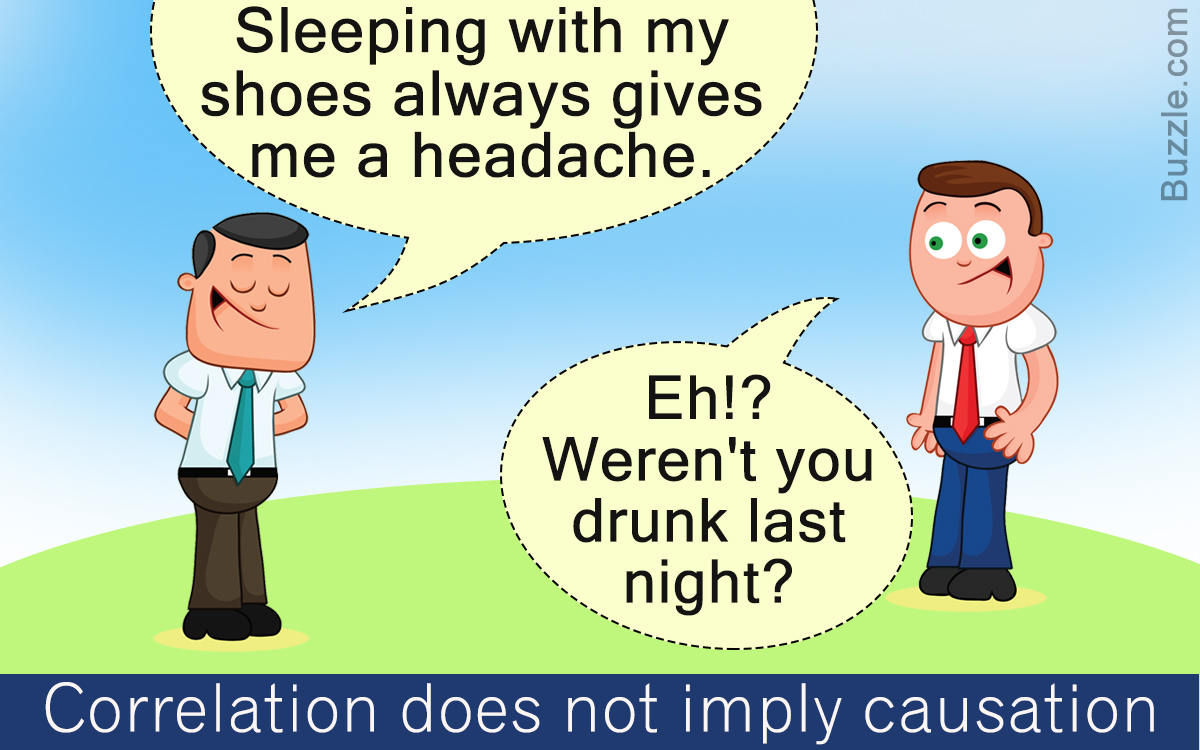 Sleeping with my
shoes always gives
me a headache.
Buzzle.com
Eh!?
Weren't you
drunk last
night?
Correlation does not imply causation